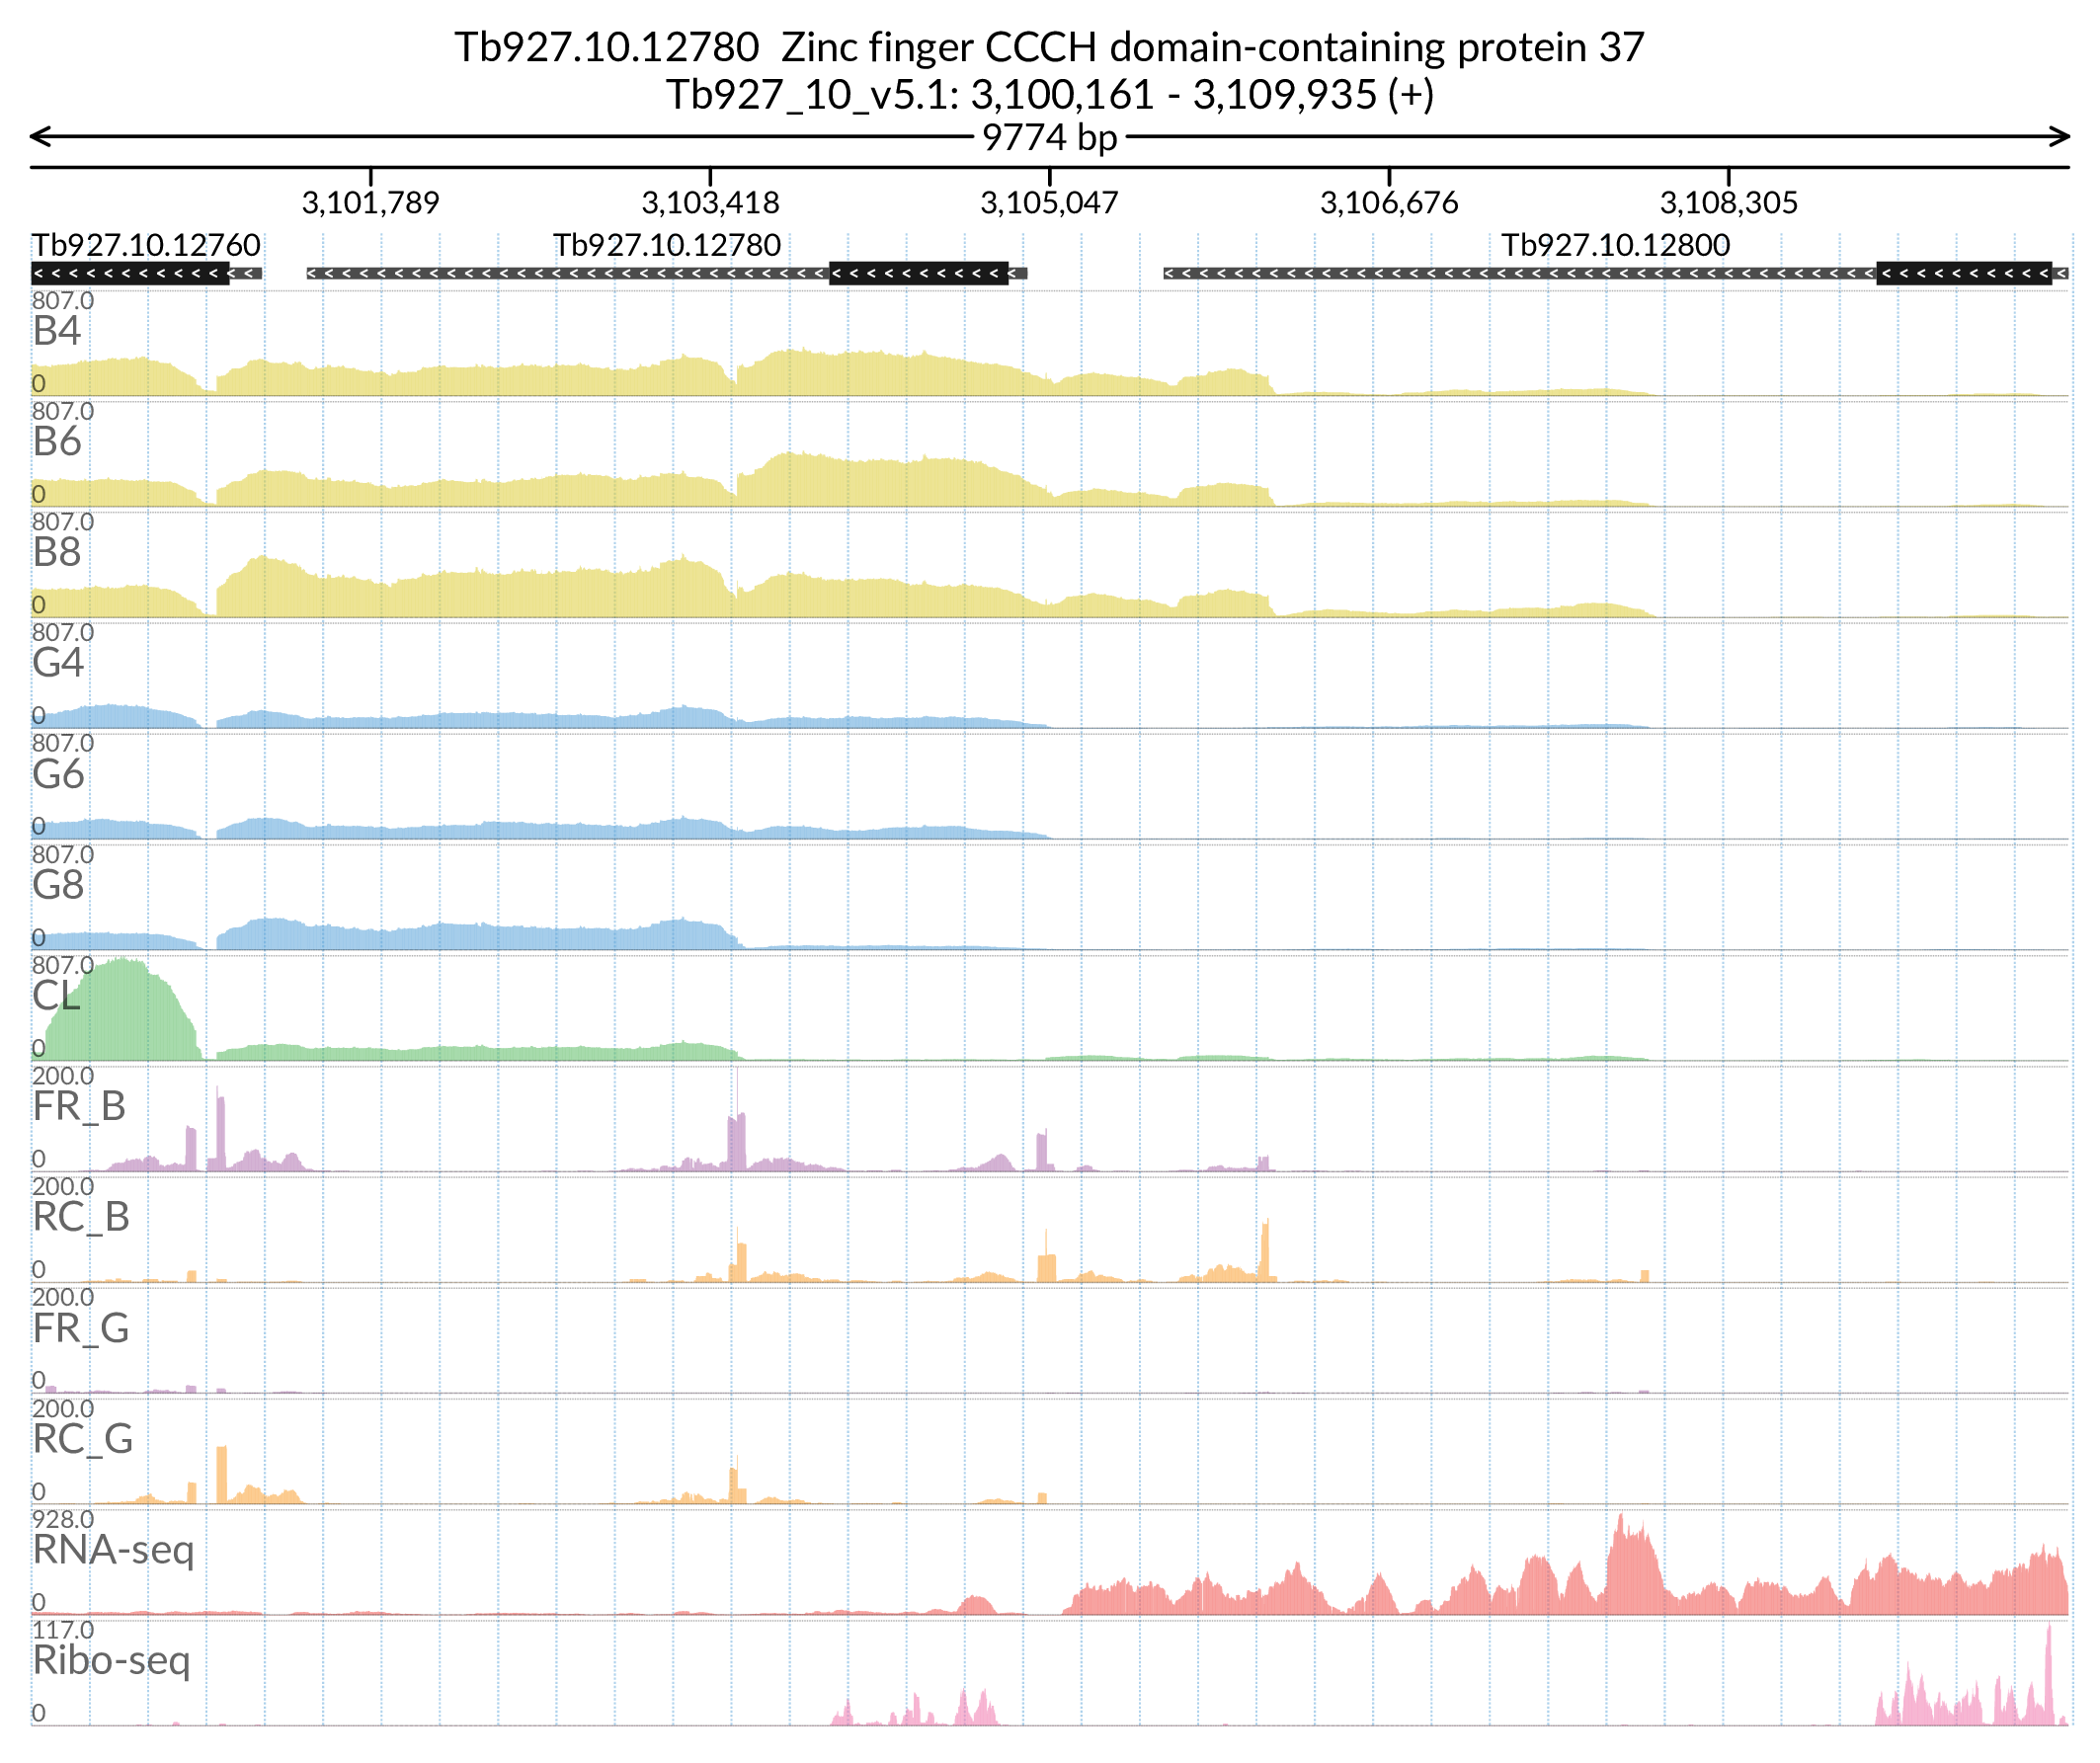 Tb927.10.12780 Zinc finger CCCH domain-containing protein 37
Tb927_10_v5.1: 3,100,161 - 3,109,935 (+)
9774 bp
3,101,789 3,103,418 3,105,047 3,106,676 3,108,305
Tb927.10.12760 Tb927.10.12780 Tb927.10.12800
807.0
B4
0
807.0
B6
0
807.0
B8
0
807.0
G4
0
807.0
G6
0
807.0
G8
0
807.0
CL
0
200.0
FR_B
0
200.0
RC_B
0
200.0
FR_G
0
200.0
RC_G
0
928.0
RNA-seq
0
117.0
Ribo-seq
0